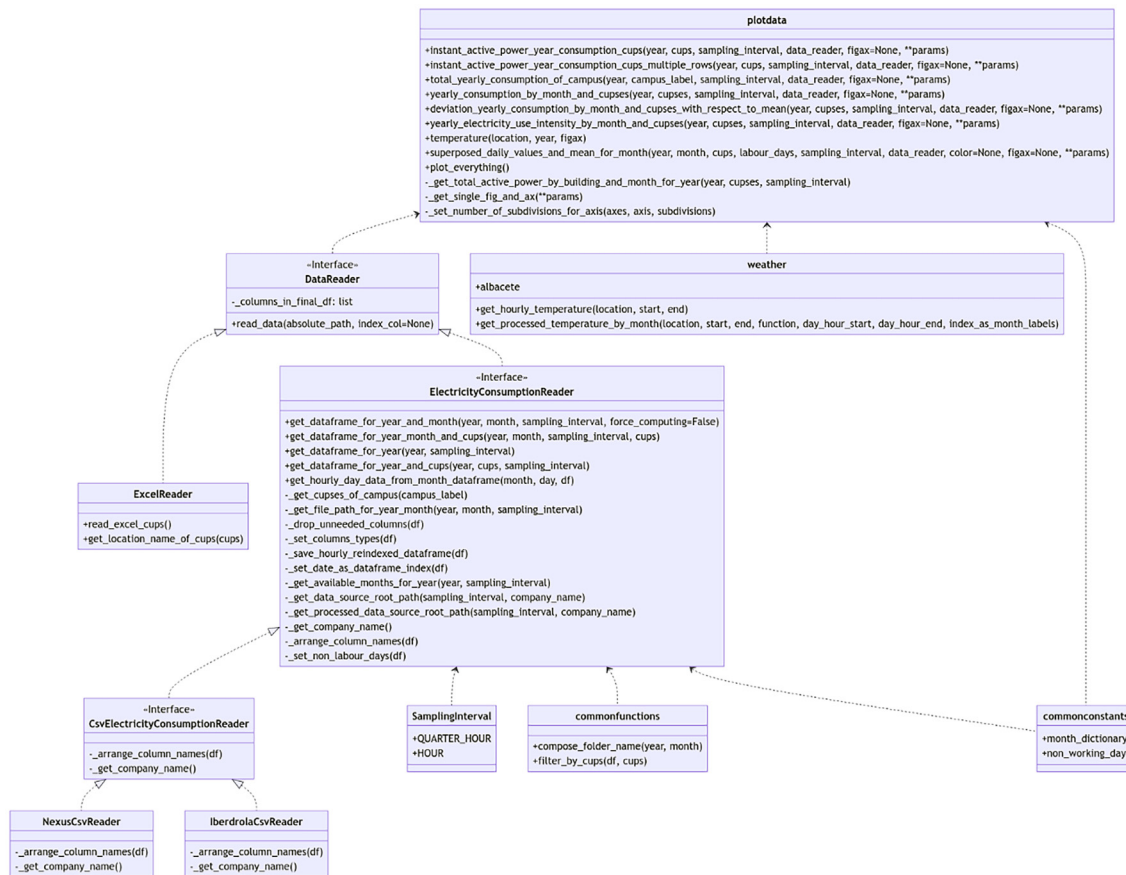 plotdata
+instant_active_power_year_consumption_cups(year, cups, sampling_interval, data_reader, figax=None, **params)
+instant_active_power_year_consumption_cups_multiple_rows(year, cups, sampling_interval, data_reader, figax=None, **params)
+total_yearly_consumption_of_campus(year, campus_label, sampling_interval, data_reader, figax=None, **params)
+yearly_consumption_by_month_and_cupses(year, cupses, sampling_interval, data_reader, figax=None, **params)
+deviation_yearly_consumption_by_month_and_cupses_with_respect_to_mean(year, cupses, sampling_interval, data_reader, figax=None, **params)
+yearly_electricity_use_intensity_by_month_and_cupses(year, cupses, sampling_interval, data_reader, figax=None, **params)
+temperature(location, year, figax)
+superposed_daily_values_and_mean_for_month(year, month, cups, labour_days, sampling_interval, data_reader, color=None, figax=None, **params)
+plot_everything()
-_get_total_active_power_by_building_and_month_for_year(year, cupses, sampling_interval)
-_get_single_fig_and_ax(**params)
-_set_number_of_subdivisions_for_axis(axes, axis, subdivisions)
«Interface»
DataReader
-_columns_in_final_df: list
+read_data(absolute_path, index_col=None)
weather
+albacete
+get_hourly_temperature(location, start, end)
+get_processed_temperature_by_month(location, start, end, function, day_hour_start, day_hour_end, index_as_month_labels)
«Interface»
ElectricityConsumptionReader
+get_dataframe_for_year_and_month(year, month, sampling_interval, force_computing=False)
+get_dataframe_for_year_month_and_cups(year, month, sampling_interval, cups)
+get_dataframe_for_year(year, sampling_interval)
+get_dataframe_for_year_and_cups(year, cups, sampling_interval)
+get_hourly_day_data_from_month_dataframe(month, day, df)
-_get_cupses_of_campus(campus_label)
-_get_file_path_for_year_month(year, month, sampling_interval)
-_drop_unneeded_columns(df)
-_set_columns_types(df)
-_save_hourly_reindexed_dataframe(df)
-_set_date_as_dataframe_index(df)
-_get_available_months_for_year(year, sampling_interval)
-_get_data_source_root_path(sampling_interval, company_name)
-_get_processed_data_source_root_path(sampling_interval, company_name)
-_get_company_name()
-_arrange_column_names(df)
-_set_non_labour_days(df)
ExcelReader
+read_excel_cups()
+get_location_name_of_cups(cups)
«Interface»
CsvElectricityConsumptionReader
-_arrange_column_names(df)
-_get_company_name()
SamplingInterval
+QUARTER_HOUR
+HOUR
commonfunctions
+compose_folder_name(year, month)
+filter_by_cups(df, cups)
commonconstants
+month_dictionary
+non_working_day
NexusCsvReader
-_arrange_column_names(df)
-_get_company_name()
IberdrolaCsvReader
-_arrange_column_names(df)
-_get_company_name()